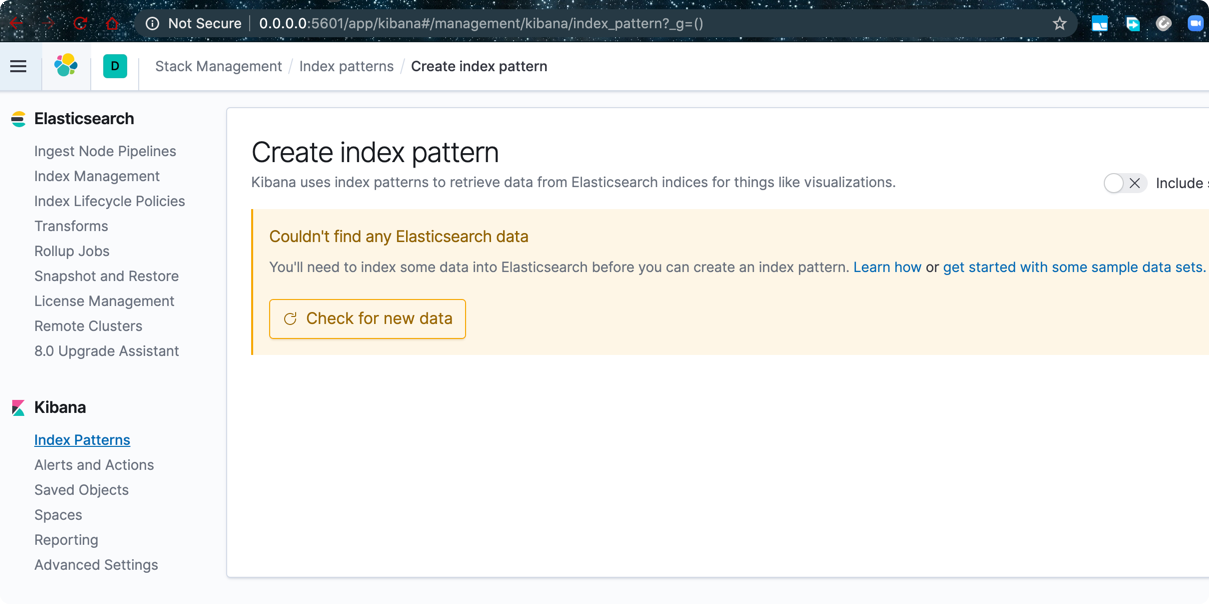 Not Secure 0.0.0.0:5601/app/kibana#/management/kibana/index_pattern?_g=()
D Stack Management / Index patterns / Create index pattern
Elasticsearch
Ingest Node Pipelines
Index Management
Index Lifecycle Policies
Transforms
Rollup Jobs
Snapshot and Restore
License Management
Remote Clusters
8.0 Upgrade Assistant
Kibana
Index Patterns
Alerts and Actions
Saved Objects
Spaces
Reporting
Advanced Settings
Create index pattern
Kibana uses index patterns to retrieve data from Elasticsearch indices for things like visualizations.
Include
Couldn't find any Elasticsearch data
You'll need to index some data into Elasticsearch before you can create an index pattern. Learn how or get started with some sample data sets.
Check for new data